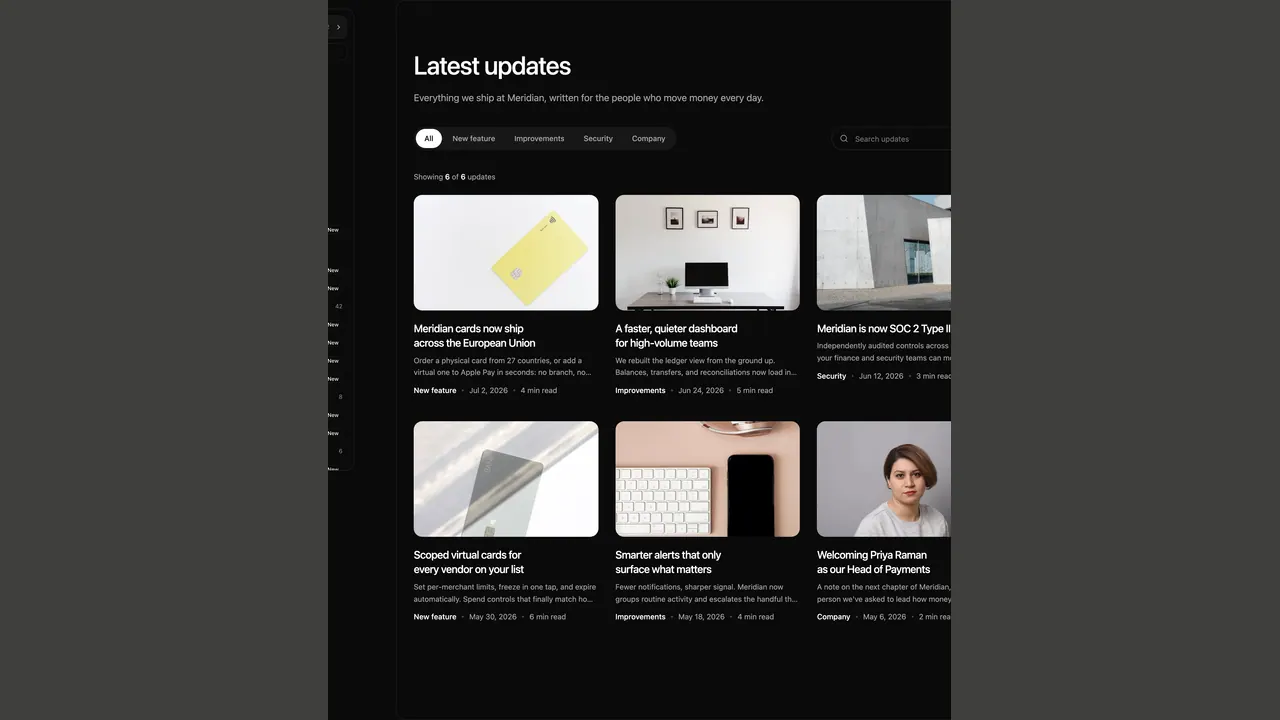 Latest updates
Everything we ship at Meridian, written for the people who move money every day.
All New feature Improvements Security Company
Search updates
Showing 6 of 6 updates
New
New
New
42
New
New
New
New
8
New
New
6
New
Meridian cards now ship
across the European Union
Order a physical card from 27 countries, or add a
virtual one to Apple Pay in seconds: no branch, no...
New feature • Jul 2, 2026 • 4 min read
A faster, quieter dashboard
for high-volume teams
We rebuilt the ledger view from the ground up.
Balances, transfers, and reconciliations now load in...
Improvements • Jun 24, 2026 • 5 min read
Meridian is now SOC 2 Type II
Independently audited controls across
your finance and security teams can
Security • Jun 12, 2026 • 3 min read
Scoped virtual cards for
every vendor on your list
Set per-merchant limits, freeze in one tap, and expire
automatically. Spend controls that finally match ho...
New feature • May 30, 2026 • 6 min read
Smarter alerts that only
surface what matters
Fewer notifications, sharper signal. Meridian now
groups routine activity and escalates the handful th...
Improvements • May 18, 2026 • 4 min read
Welcoming Priya Raman
as our Head of Payments
A note on the next chapter of Meridian,
person we've asked to lead how money
Company • May 6, 2026 • 2 min rea